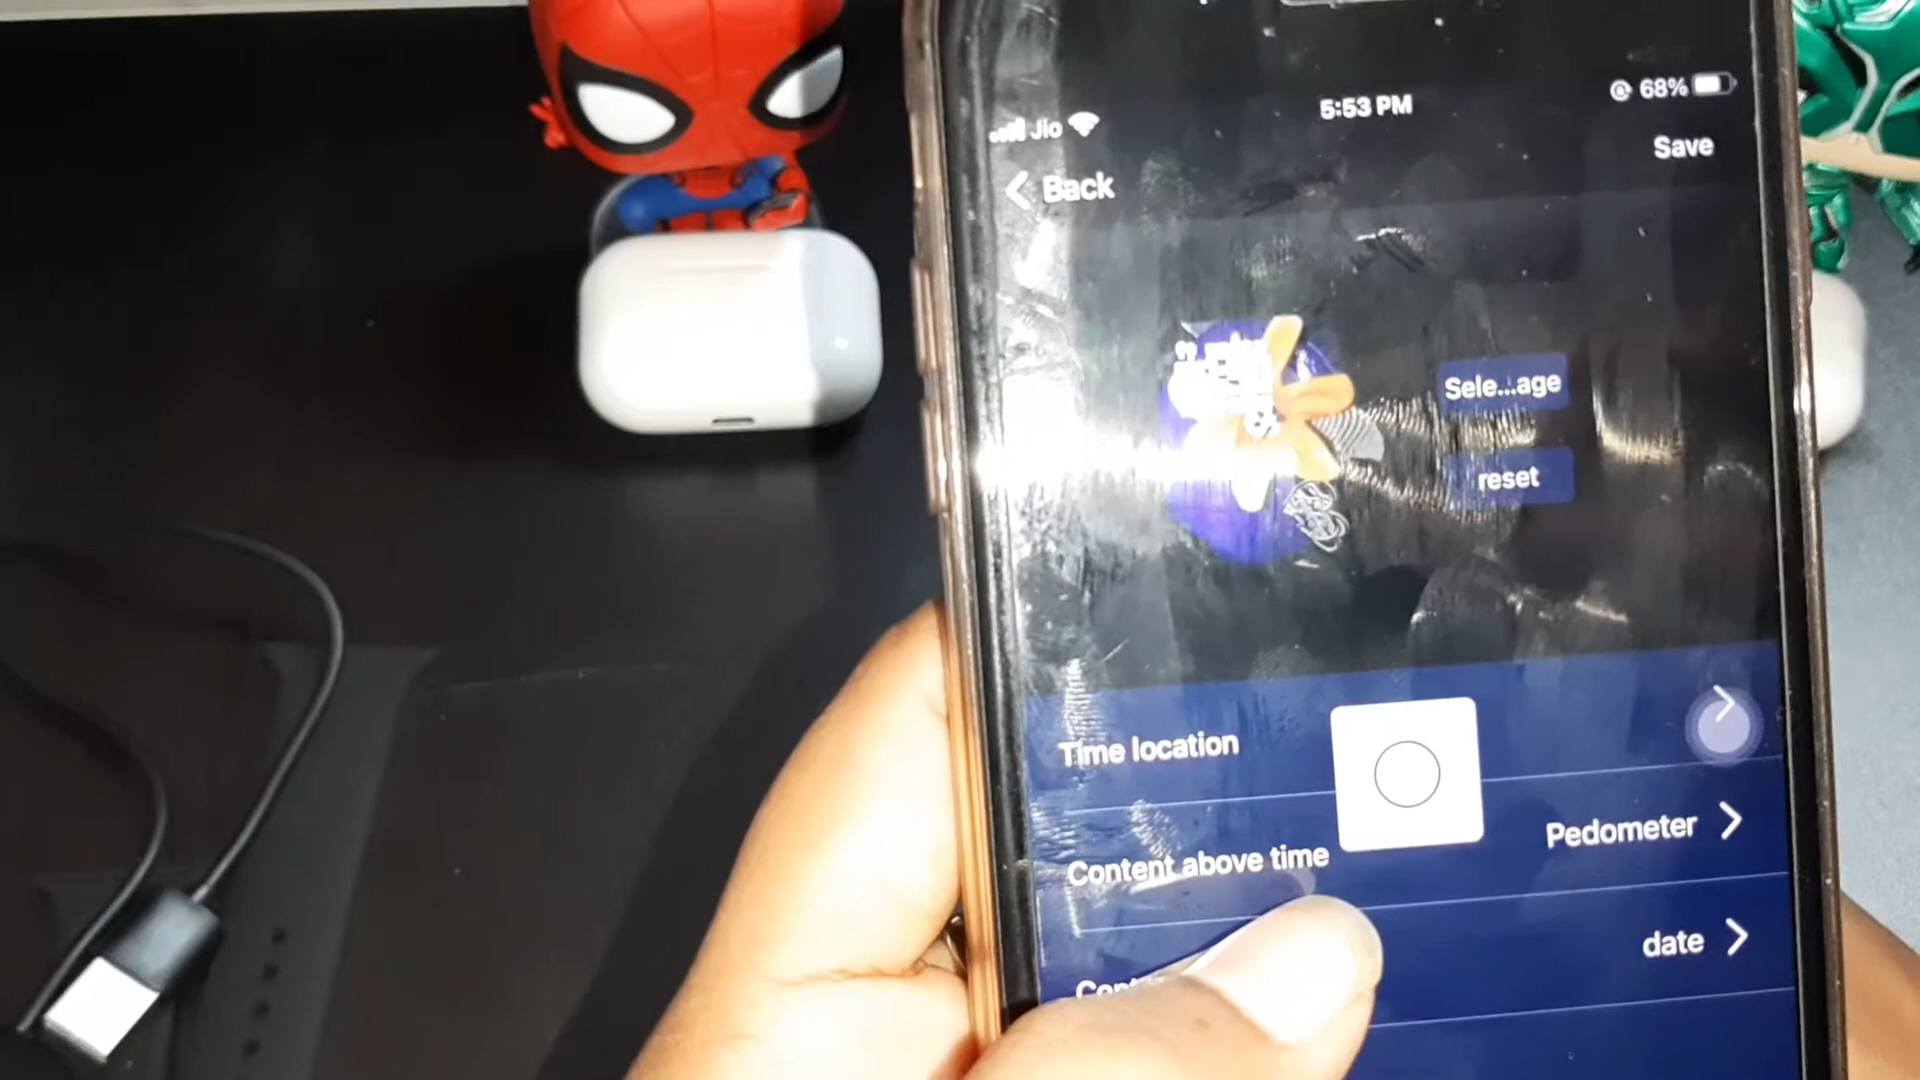 Jio
5:53 PM
68%
Back
Save
Sele...age
reset
Time location
Content above time
Pedometer
date